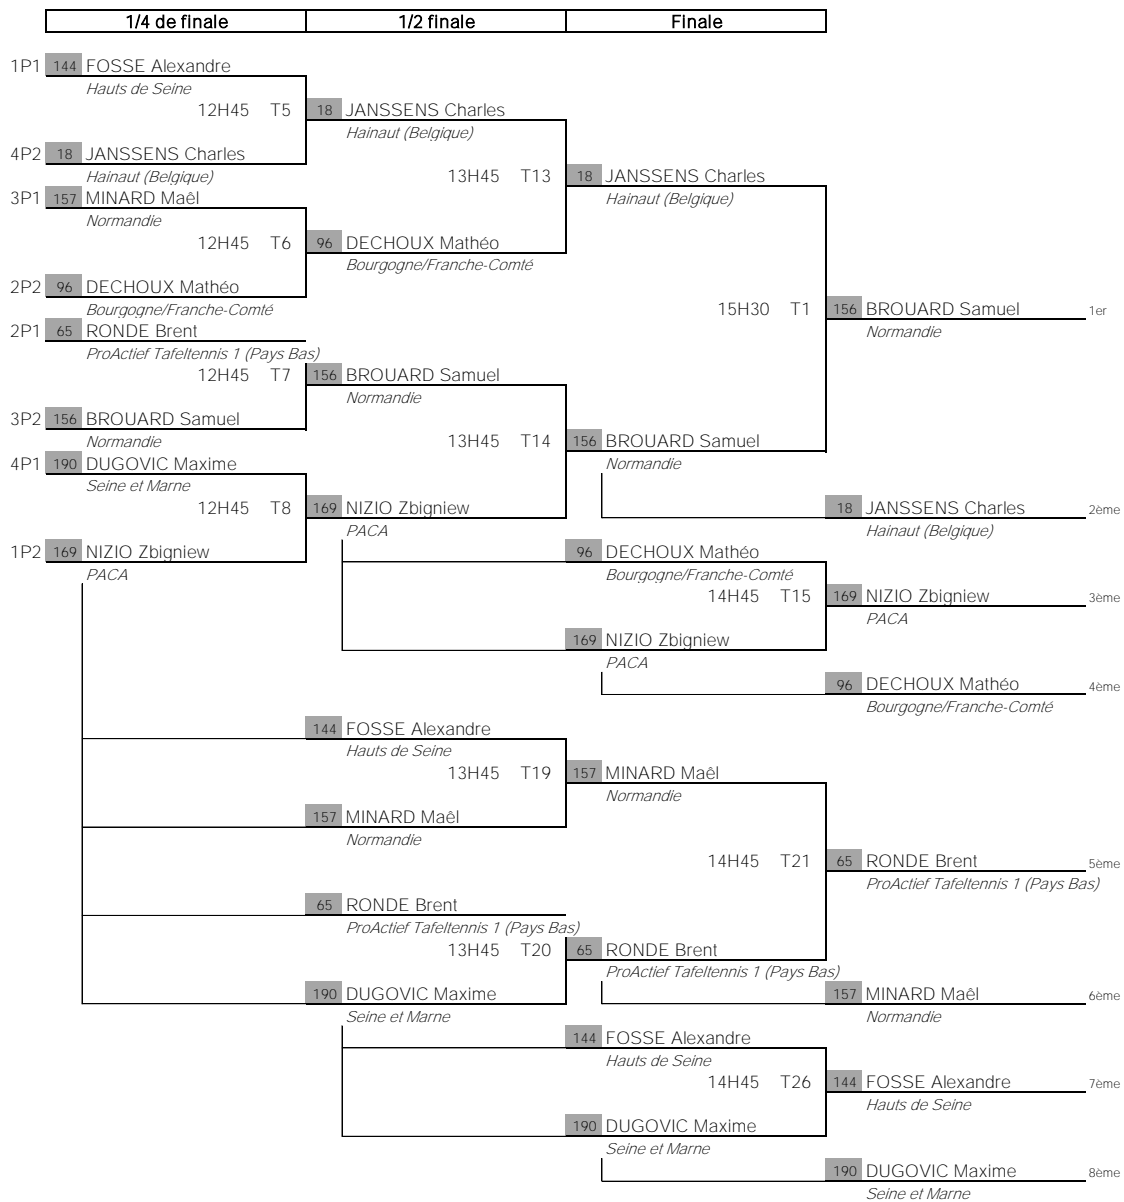 1/4 de finale 1/2 finale Finale
1P1 144 FOSSE Alexandre
Hauts de Seine
12H45 T5 18 JANSSENS Charles
Hainaut (Belgique)
4P2 18 JANSSENS Charles
Hainaut (Belgique) 13H45 T13 18 JANSSENS Charles
3P1 157 MINARD Maêl Hainaut (Belgique)
Normandie
12H45 T6 96 DECHOUX Mathéo
Bourgogne/Franche-Comté
2P2 96 DECHOUX Mathéo
Bourgogne/Franche-Comté 15H30 T1 156 BROUARD Samuel 1er
2P1 65 RONDE Brent Normandie
ProActief Tafeltennis 1 (Pays Bas)
12H45 T7 156 BROUARD Samuel
Normandie
3P2 156 BROUARD Samuel
Normandie 13H45 T14 156 BROUARD Samuel
4P1 190 DUGOVIC Maxime Normandie
Seine et Marne
12H45 T8 169 NIZIO Zbigniew 18 JANSSENS Charles 2ème
PACA Hainaut (Belgique)
1P2 169 NIZIO Zbigniew 96 DECHOUX Mathéo
PACA Bourgogne/Franche-Comté
14H45 T15 169 NIZIO Zbigniew 3ème
PACA
169 NIZIO Zbigniew
PACA
96 DECHOUX Mathéo 4ème
Bourgogne/Franche-Comté
144 FOSSE Alexandre
Hauts de Seine
13H45 T19 157 MINARD Maêl
Normandie
157 MINARD Maêl
Normandie
14H45 T21 65 RONDE Brent 5ème
ProActief Tafeltennis 1 (Pays Bas)
65 RONDE Brent
ProActief Tafeltennis 1 (Pays Bas)
13H45 T20 65 RONDE Brent
ProActief Tafeltennis 1 (Pays Bas)
190 DUGOVIC Maxime 157 MINARD Maêl 6ème
Seine et Marne Normandie
144 FOSSE Alexandre
Hauts de Seine
14H45 T26 144 FOSSE Alexandre 7ème
Hauts de Seine
190 DUGOVIC Maxime
Seine et Marne
190 DUGOVIC Maxime 8ème
Seine et Marne